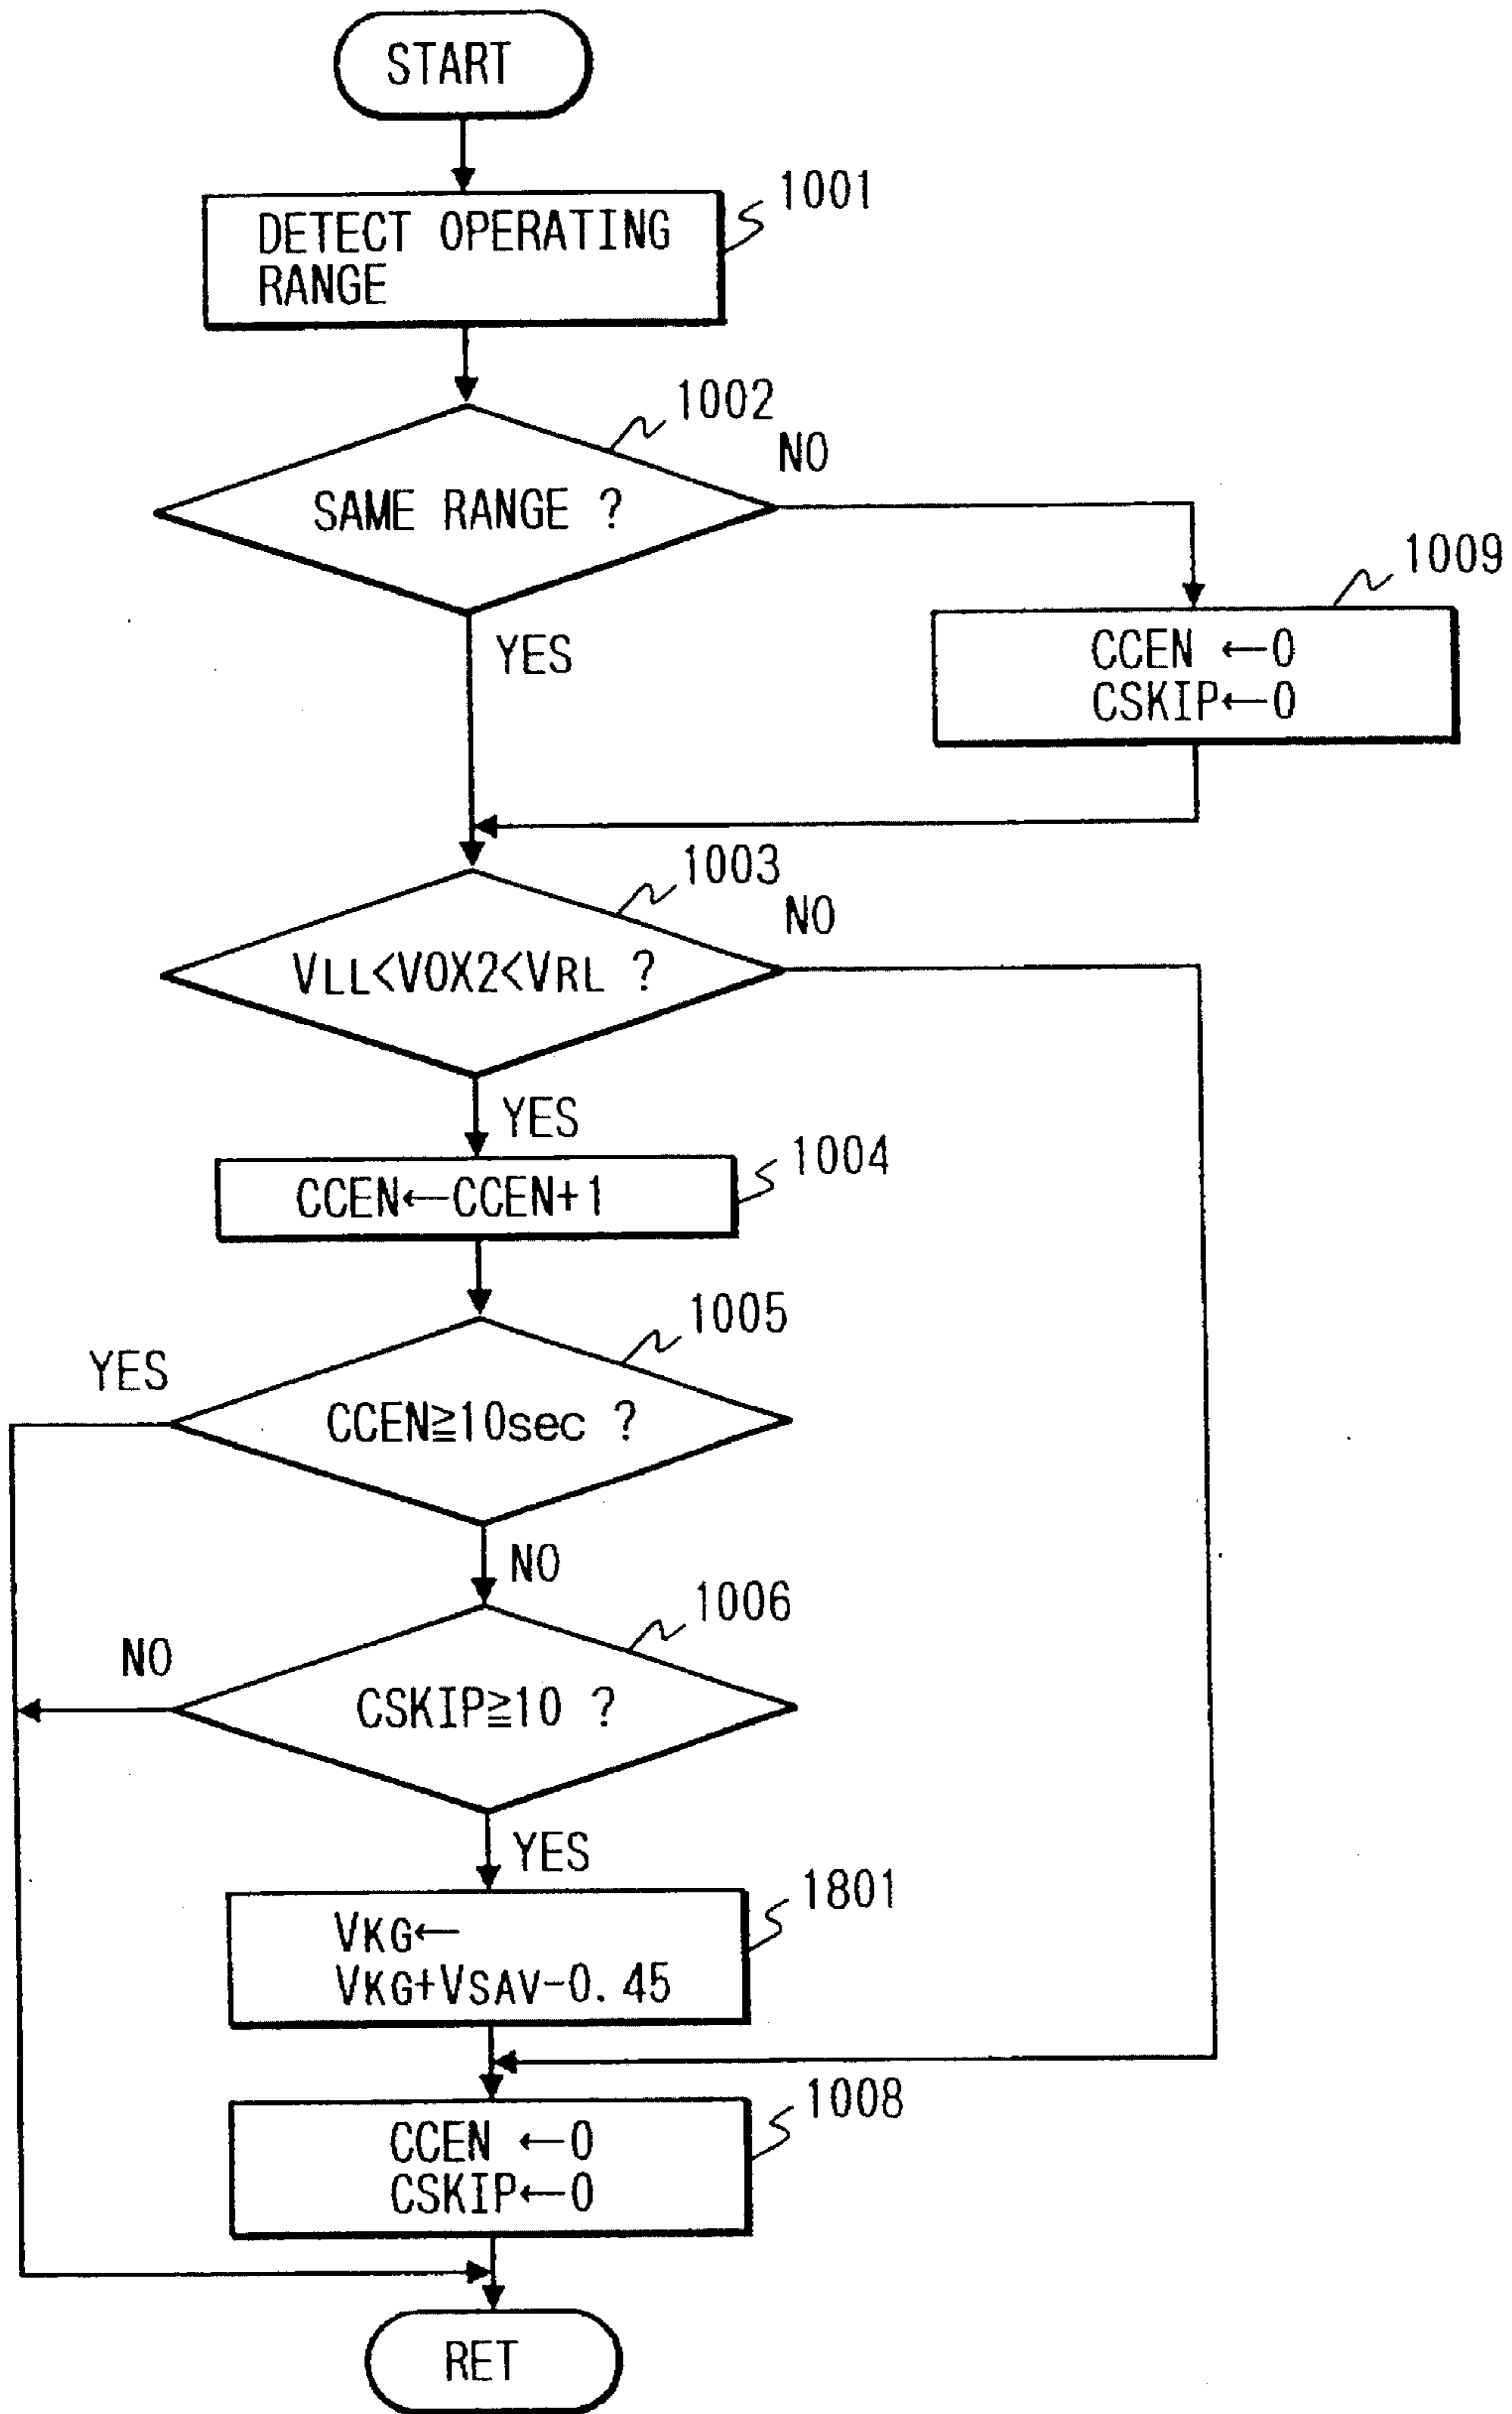 START
1001
DETECT OPERATING
RANGE
1002
NO
SAME RANGE ?
1009
YES
CCEN ←0
CSKIP←0
1003
NO
VLL<VOX2<VRL ?
YES
1004
CCEN←CCEN+1
1005
YES
CCEN≧10sec ?
NO
1006
NO
CSKIP≧10 ?
YES
1801
VKG←
VKG+VSAV-0.45
1008
CCEN ←0
CSKIP←0
RET